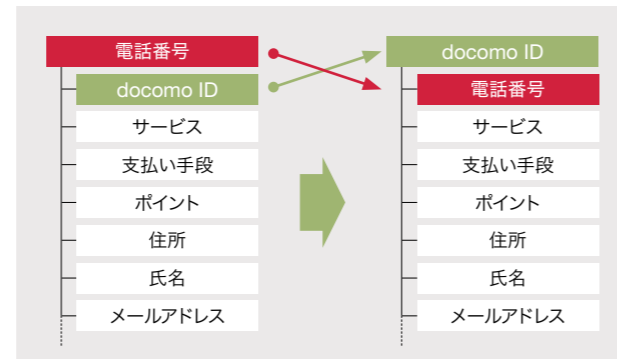 電話番号
docomo ID
サービス
支払い手段
ポイント
住所
氏名
メールアドレス
docomo ID
電話番号
サービス
支払い手段
ポイント
住所
氏名
メールアドレス